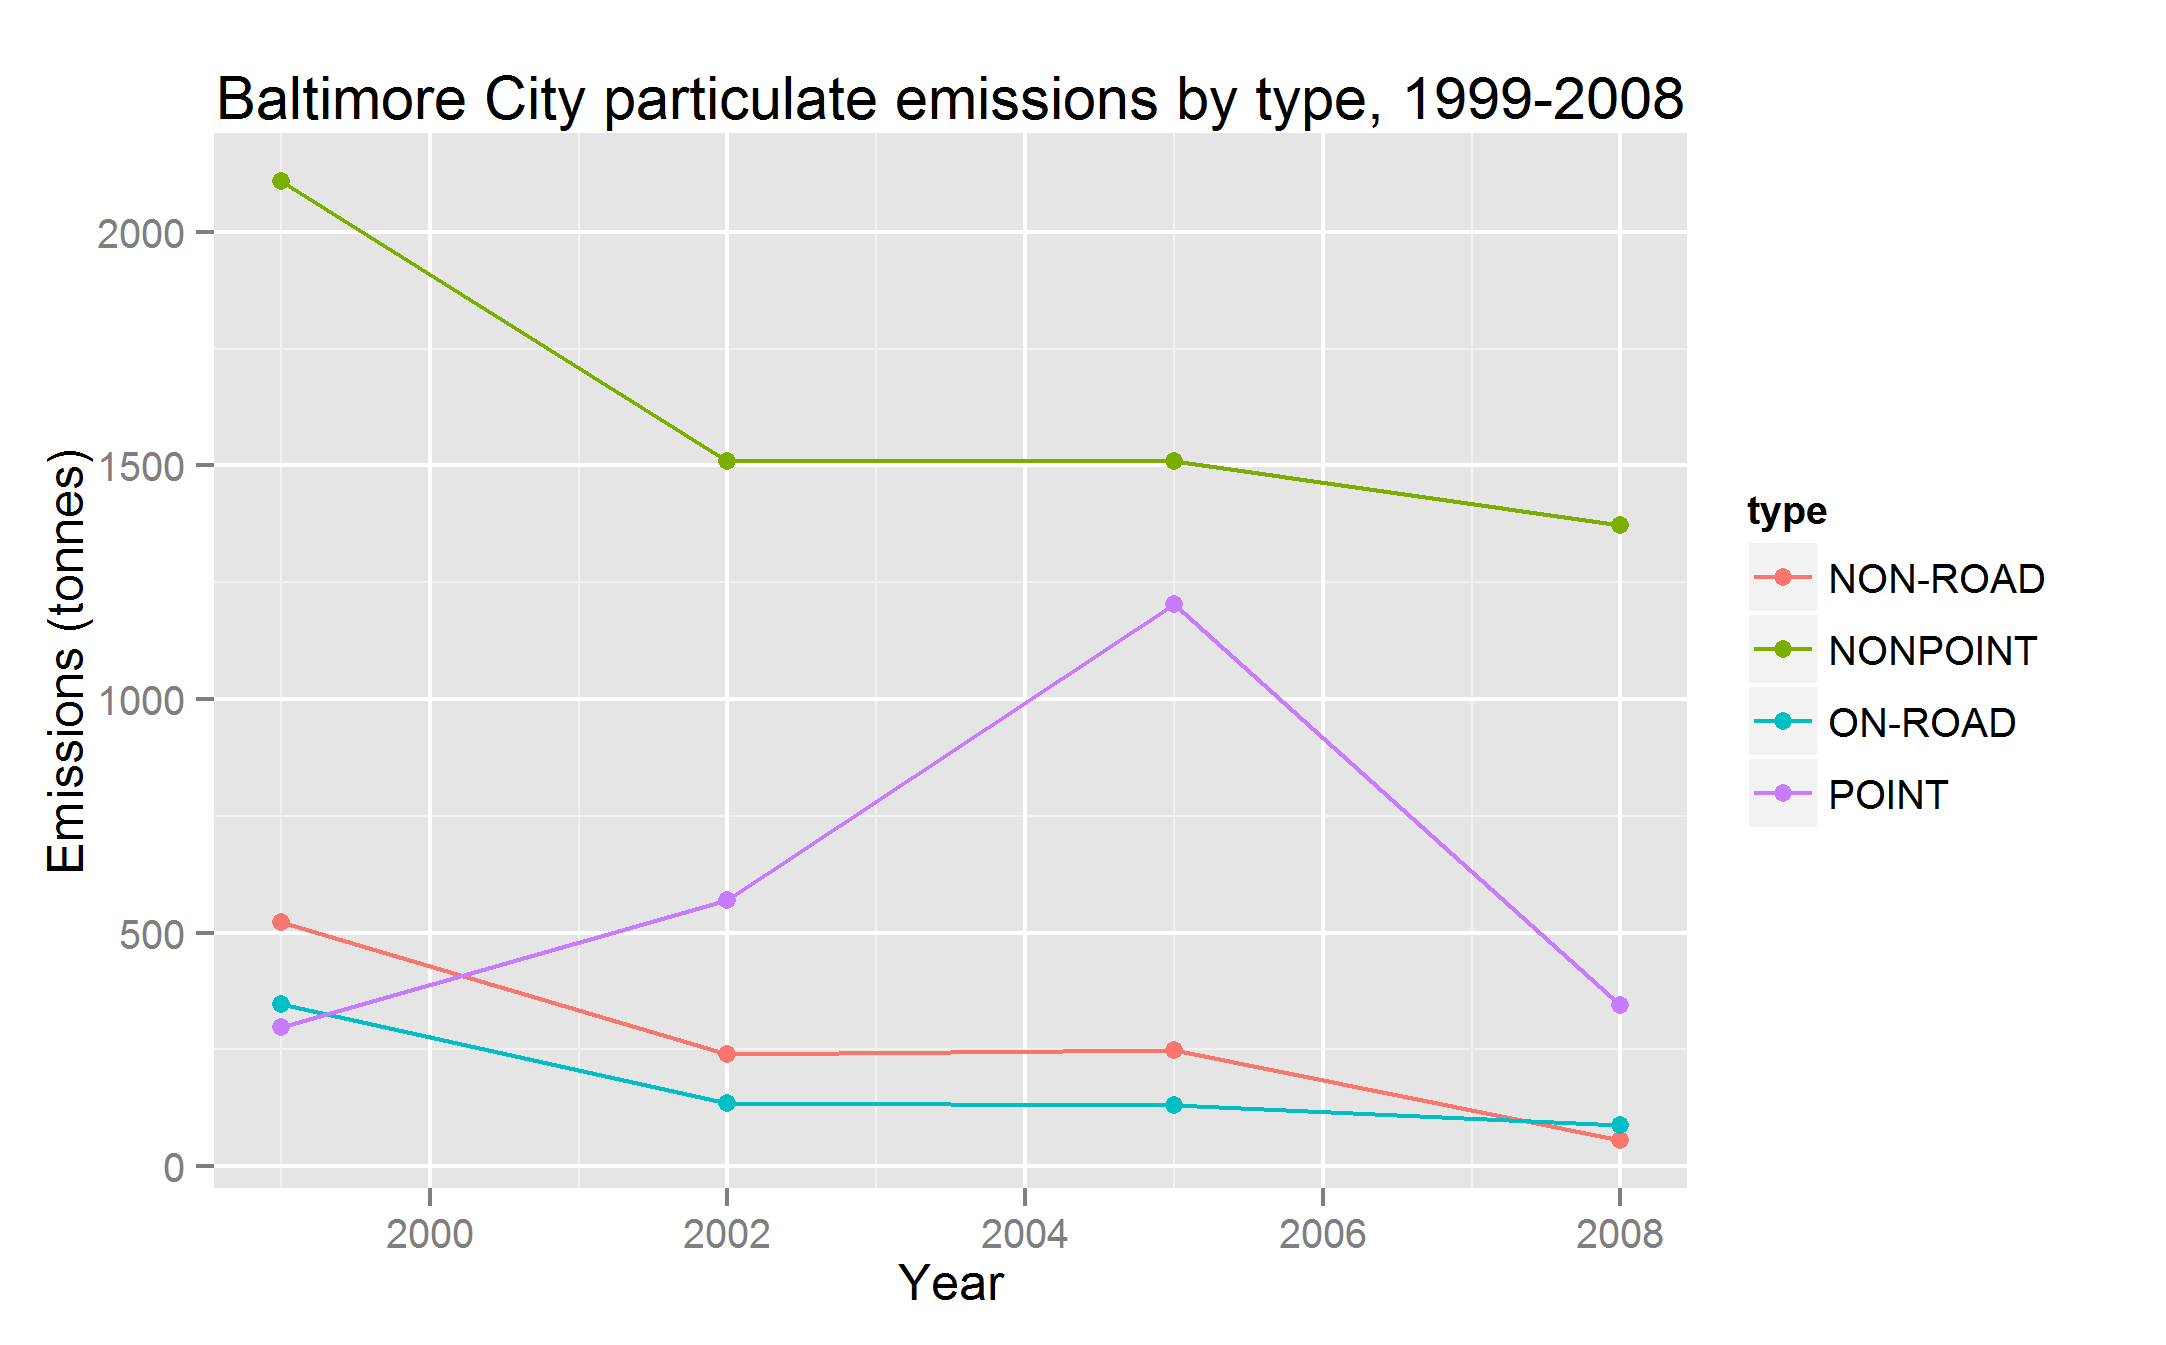 Baltimore City particulate emissions by type, 1999-2008
Emissions (tonnes)
2000
1500
1000
500
0
2000 2002 2004 2006 2008
Year
type
NON-ROAD
NONPOINT
ON-ROAD
POINT